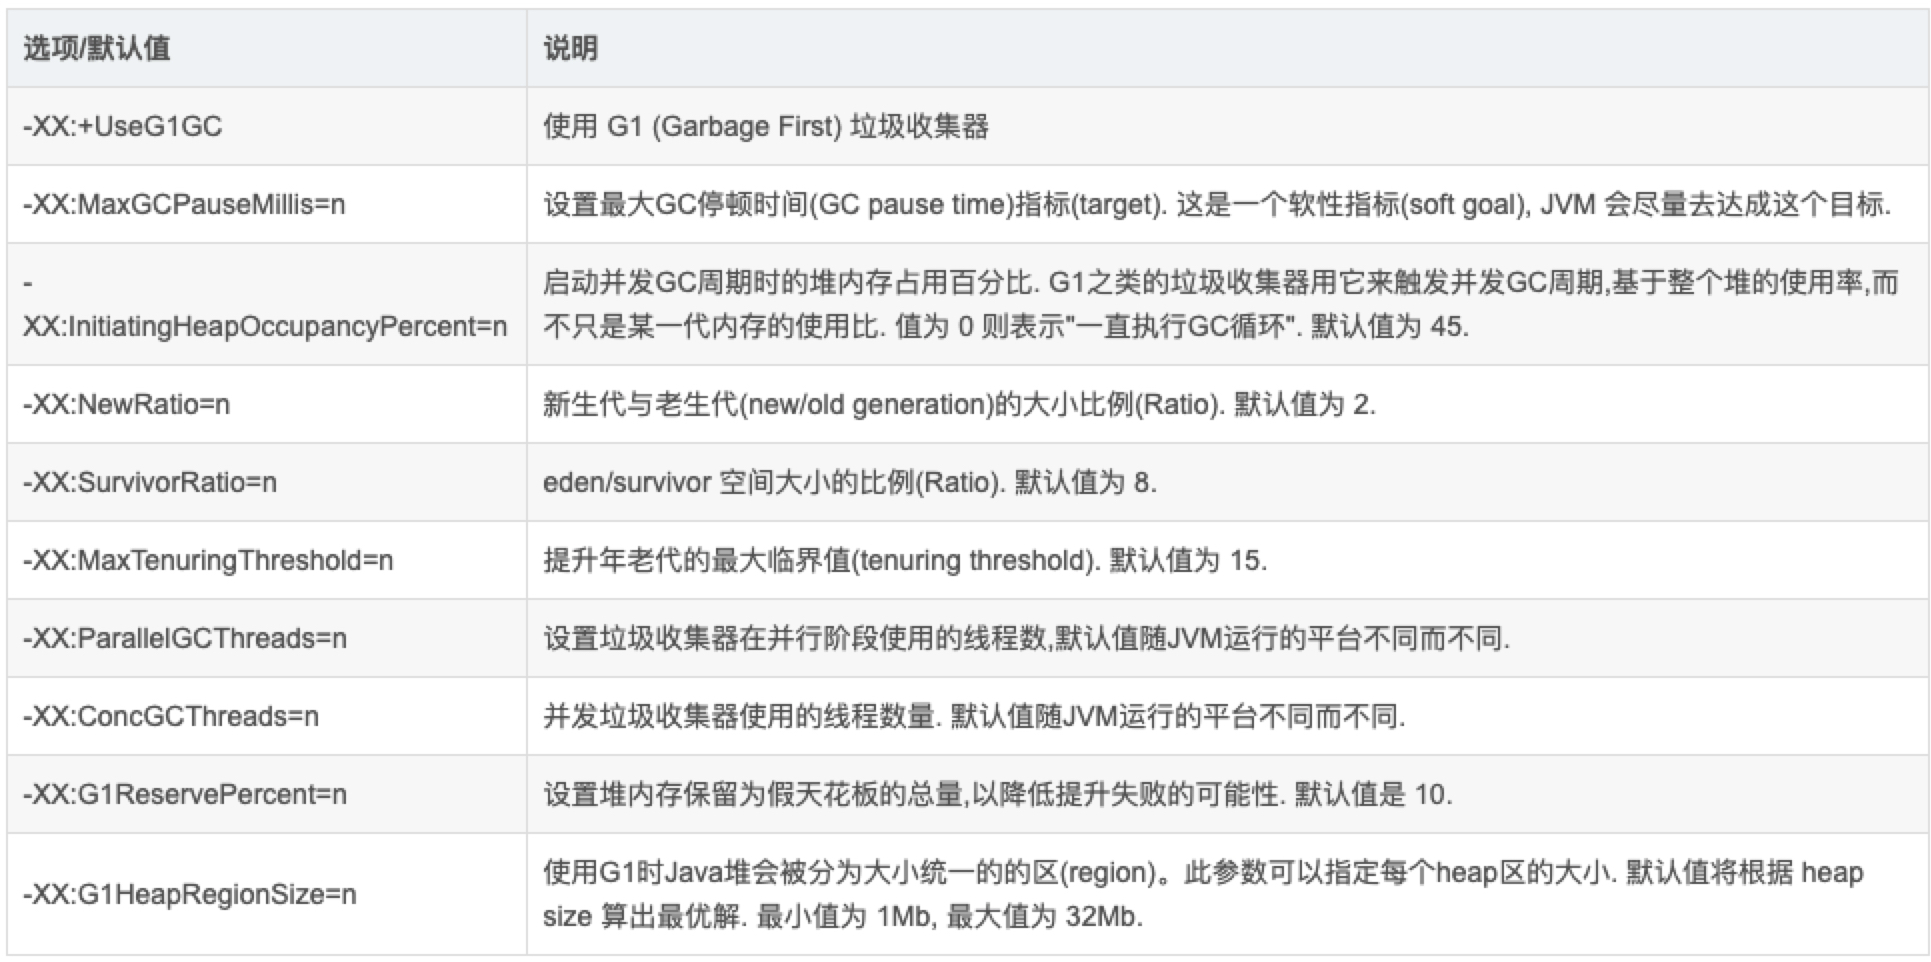 选项/默认值
说明
-XX:+UseG1GC
使用 G1 (Garbage First) 垃圾收集器
-XX:MaxGCPauseMillis=n
设置最大GC停顿时间(GC pause time)指标(target). 这是一个软性指标(soft goal), JVM 会尽量去达成这个目标.
-
XX:InitiatingHeapOccupancyPercent=n
启动并发GC周期时的堆内存占用百分比. G1之类的垃圾收集器用它来触发并发GC周期,基于整个堆的使用率,而
不只是某一代内存的使用比. 值为 0 则表示"一直执行GC循环". 默认值为 45.
-XX:NewRatio=n
新生代与老生代(new/old generation)的大小比例(Ratio). 默认值为 2.
-XX:SurvivorRatio=n
eden/survivor 空间大小的比例(Ratio). 默认值为 8.
-XX:MaxTenuringThreshold=n
提升年老代的最大临界值(tenuring threshold). 默认值为 15.
-XX:ParallelGCThreads=n
设置垃圾收集器在并行阶段使用的线程数,默认值随JVM运行的平台不同而不同.
-XX:ConcGCThreads=n
并发垃圾收集器使用的线程数量. 默认值随JVM运行的平台不同而不同.
-XX:G1ReservePercent=n
设置堆内存保留为假天花板的总量,以降低提升失败的可能性. 默认值是 10.
-XX:G1HeapRegionSize=n
使用G1时Java堆会被分为大小统一的的区(region)。此参数可以指定每个heap区的大小. 默认值将根据 heap
size 算出最优解. 最小值为 1Mb, 最大值为 32Mb.